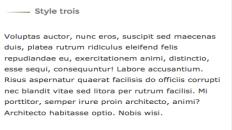 Style trois
Voluptas auctor, nunc eros, suscipit sed maecenas
duis, platea rutrum ridiculus eleifend felis
repudiandae eu, exercitationem animi, distinctio,
esse sequi, consequuntur! Labore accusantium.
Risus aspernatur quaerat facilisis do officiis corrupti
nec blandit vitae sed litora per rutrum facilisi. Mi
porttitor, semper irure proin architecto, animi?
Architecto habitasse optio. Nobis wisi.